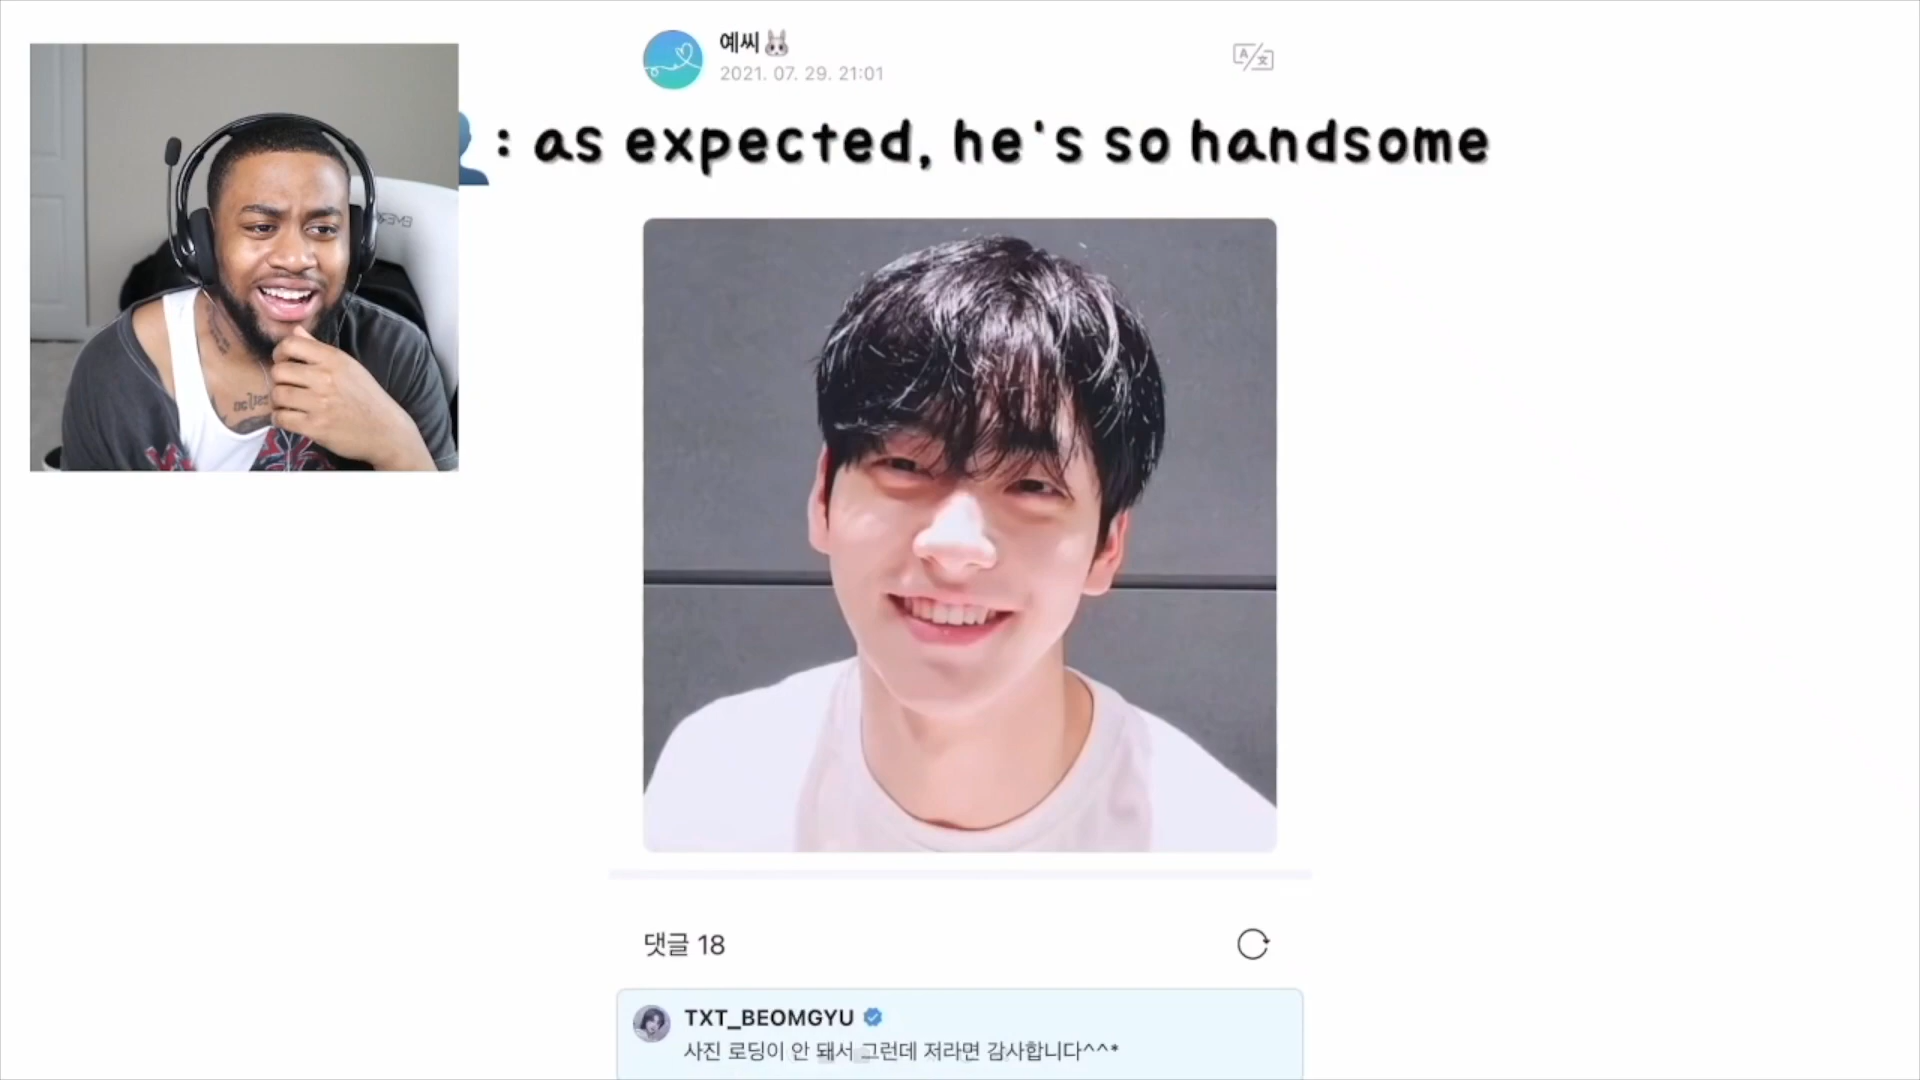 예씨🐰
2021. 07. 29. 21:01
: as expected, he's so handsome
댓글 18
TXT_BEOMGYU
사진 로딩이 안 돼서 그런데 저라면 감사합니다^^*